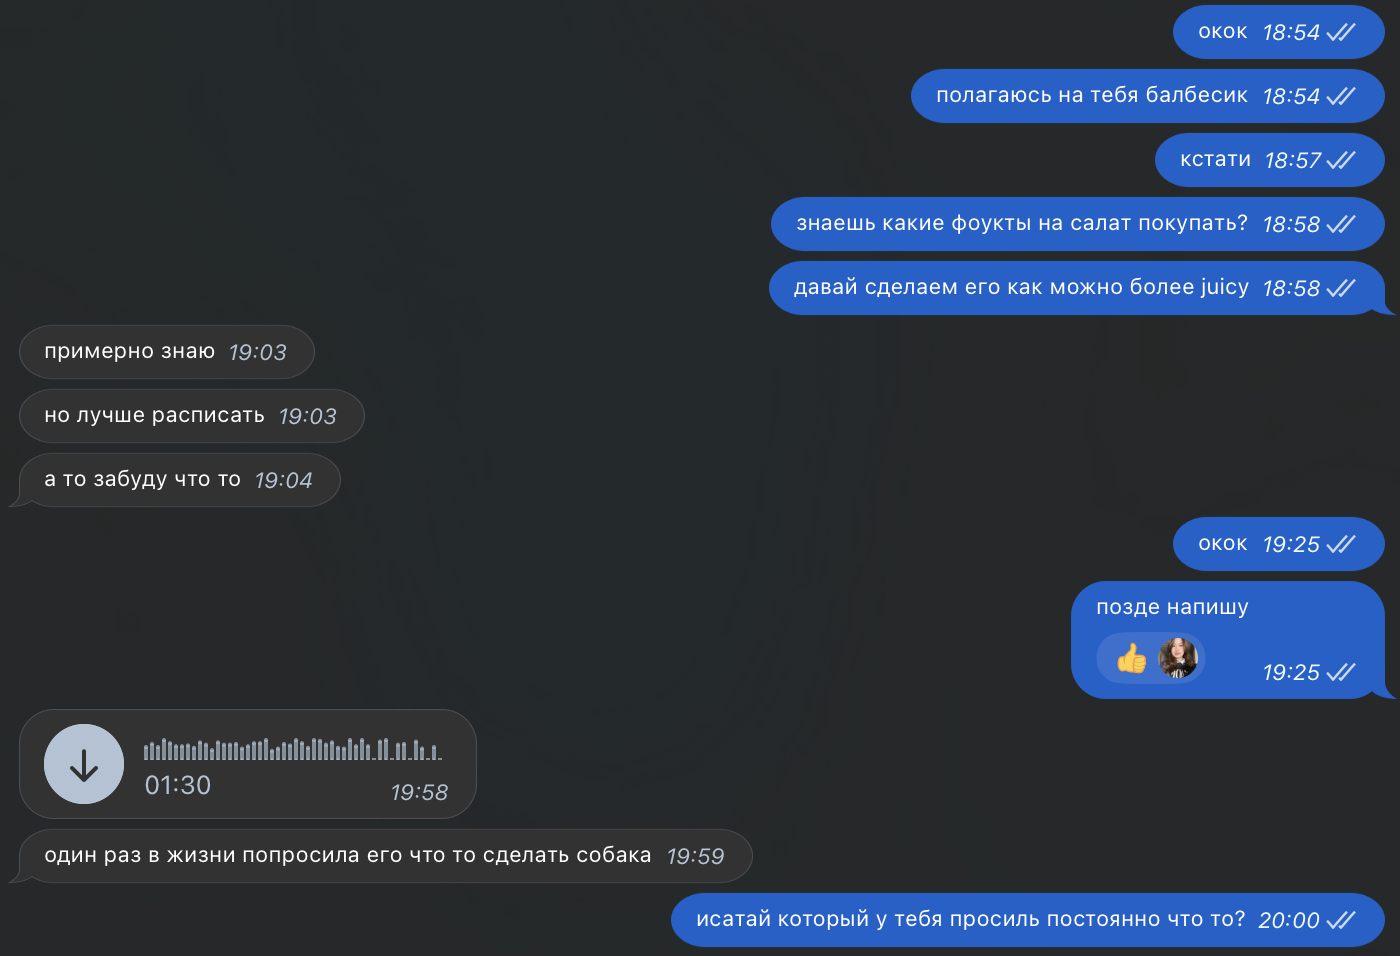 окок 18:54
полагаюсь на тебя балбесик 18:54
кстати 18:57
знаешь какие фоукты на салат покупать? 18:58
давай сделаем его как можно более juicy 18:58
примерно знаю 19:03
но лучше расписать 19:03
а то забуду что то 19:04
окок 19:25
позде напишу
19:25
01:30
19:58
один раз в жизни попросила его что то сделать собака 19:59
исатай который у тебя просиль постоянно что то? 20:00